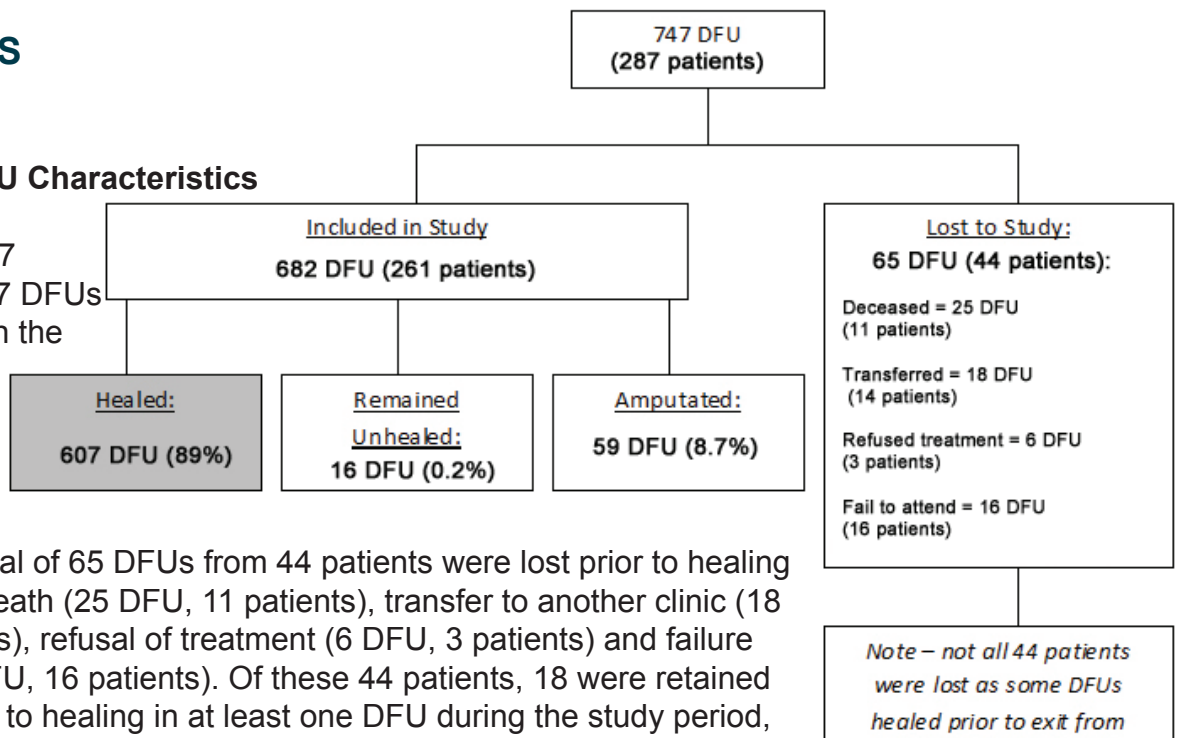 s
U Characteristics
7
7 DFUs
n the
747 DFU
(287 patients)
Included in Study
682 DFU (261 patients)
Healed:
607 DFU (89%)
Remained
Unhealed:
16 DFU (0.2%)
Amputated:
59 DFU (8.7%)
Lost to Study:
65 DFU (44 patients):
Deceased = 25 DFU
(11 patients)
Transferred = 18 DFU
(14 patients)
Refused treatment = 6 DFU
(3 patients)
Fail to attend = 16 DFU
(16 patients)
Note – not all 44 patients
were lost as some DFUs
healed prior to exit from
al of 65 DFUs from 44 patients were lost prior to healing
eath (25 DFU, 11 patients), transfer to another clinic (18
s), refusal of treatment (6 DFU, 3 patients) and failure
U, 16 patients). Of these 44 patients, 18 were retained
to healing in at least one DFU during the study period,